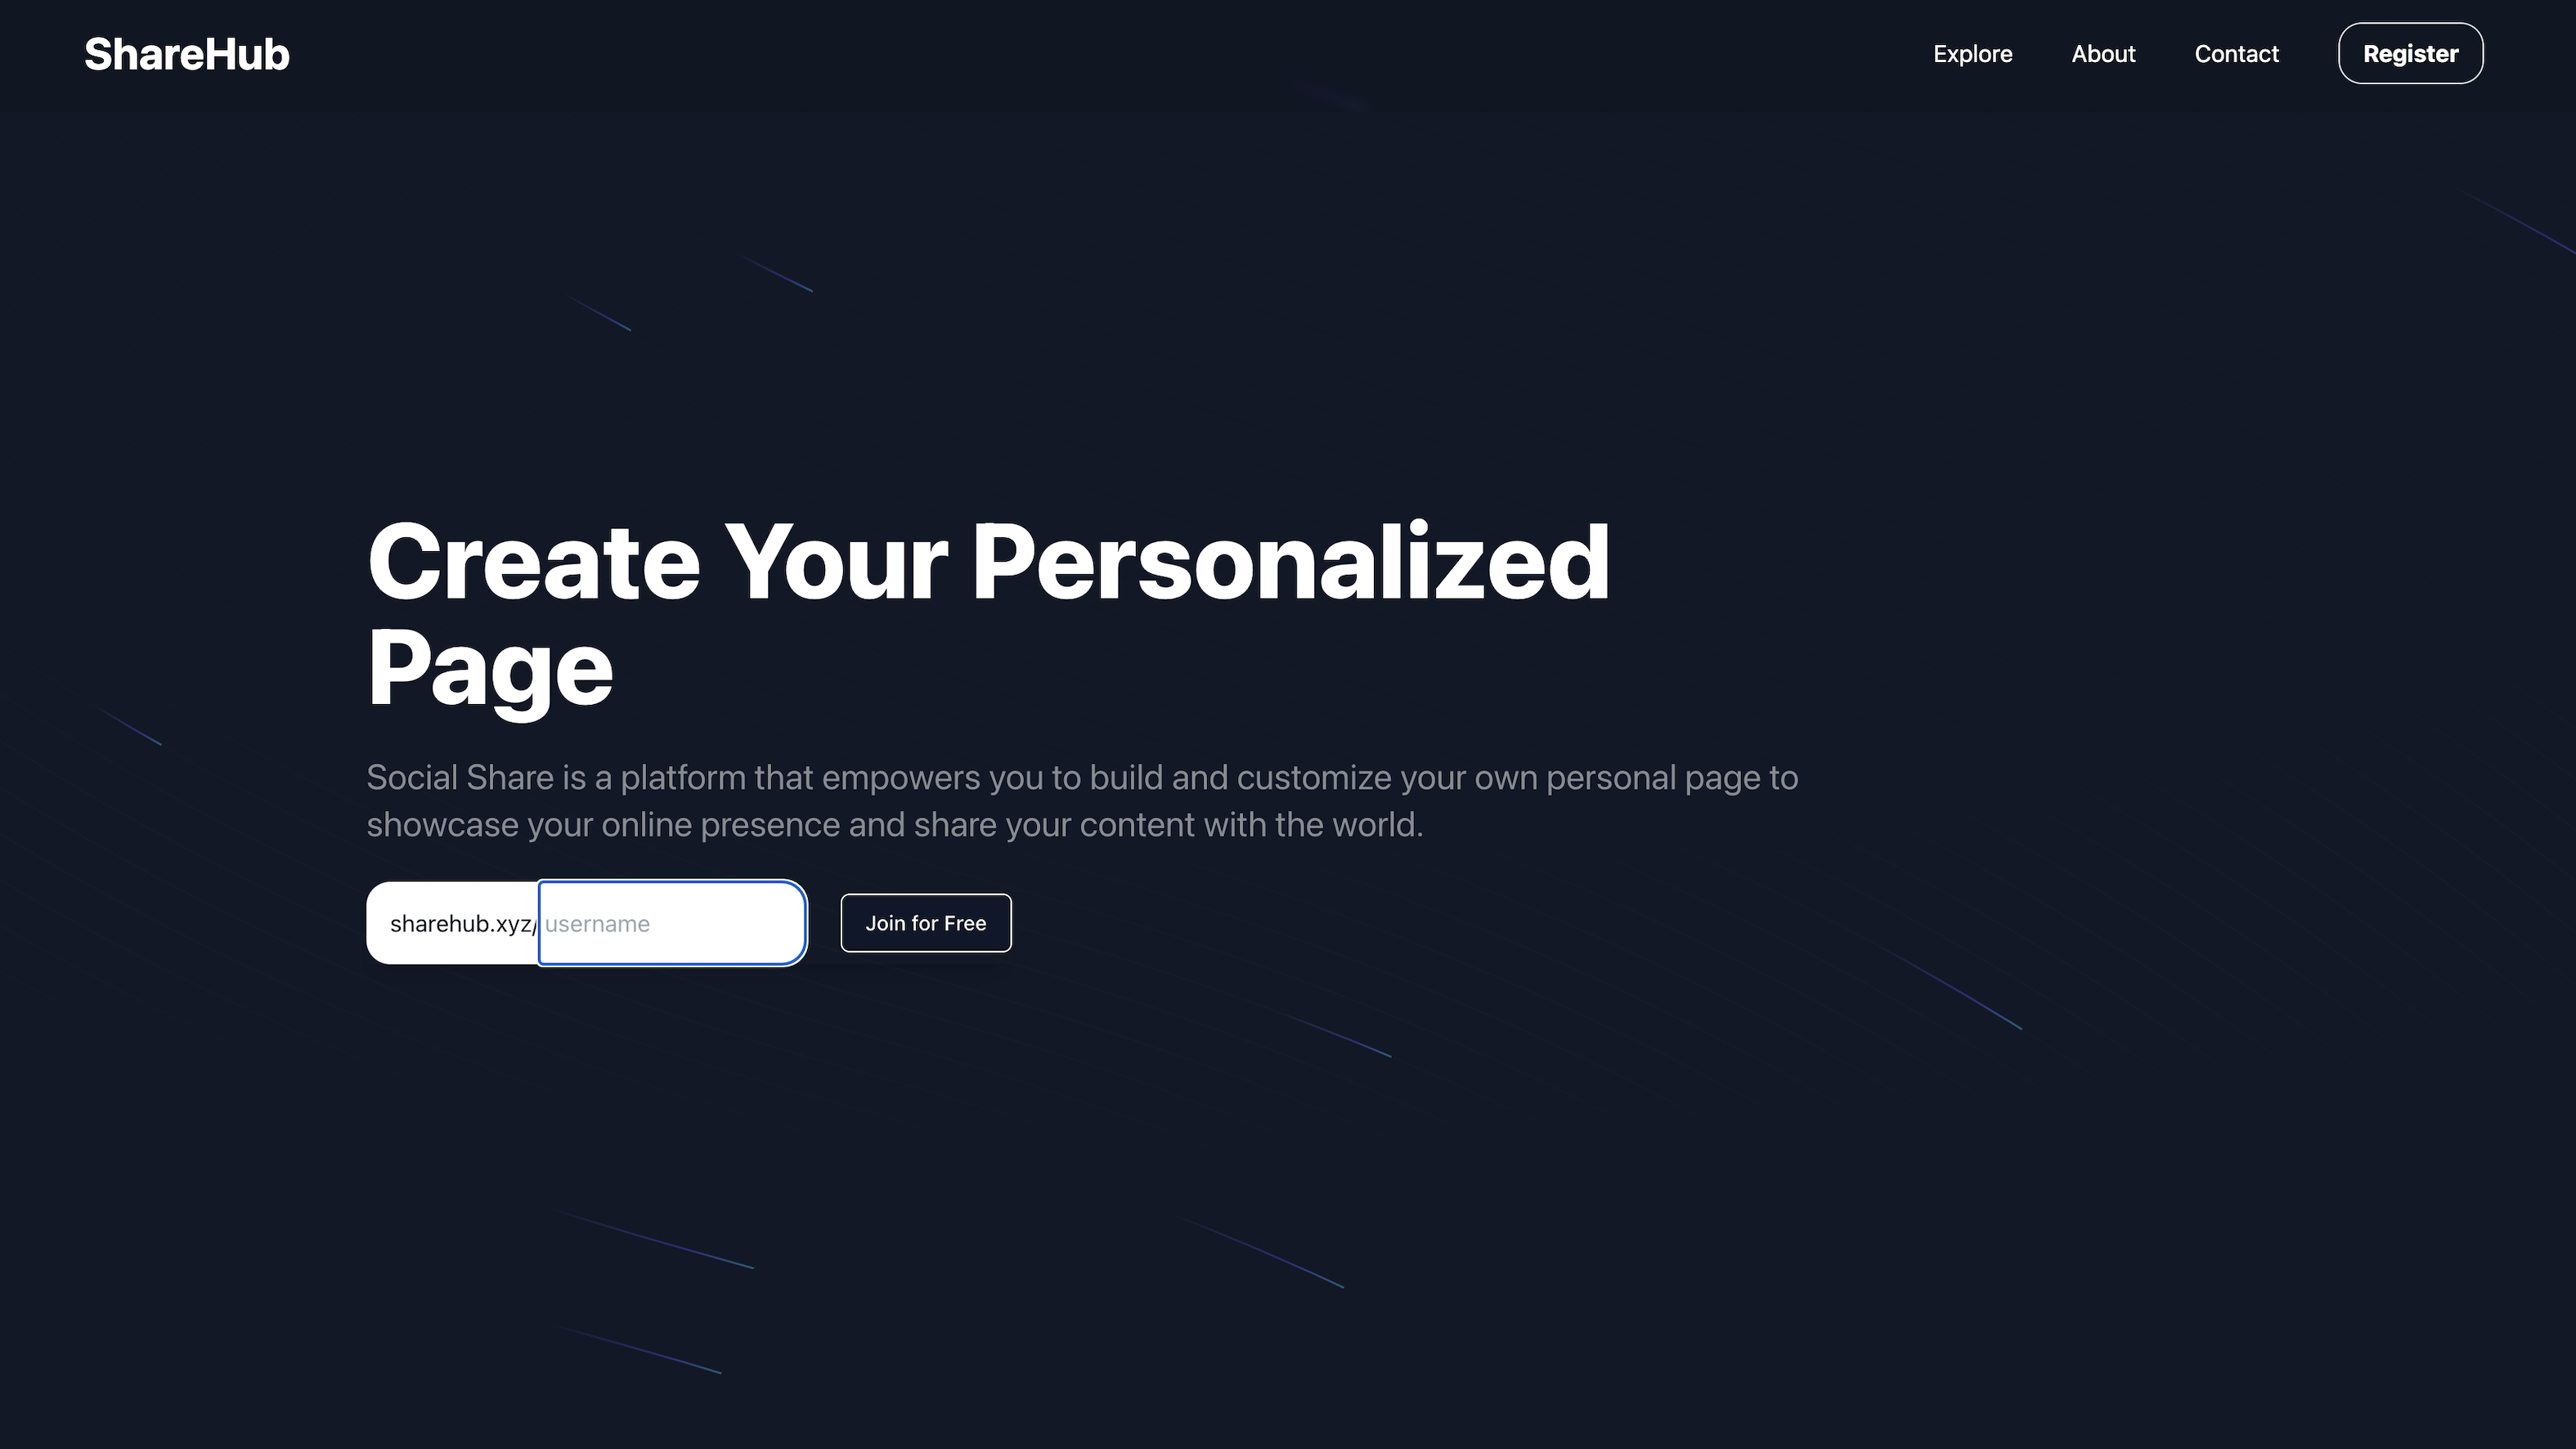 ShareHub
Explore
About
Contact
Register
Create Your Personalized
Page
Social Share is a platform that empowers you to build and customize your own personal page to
showcase your online presence and share your content with the world.
sharehub.xyz/ username
Join for Free